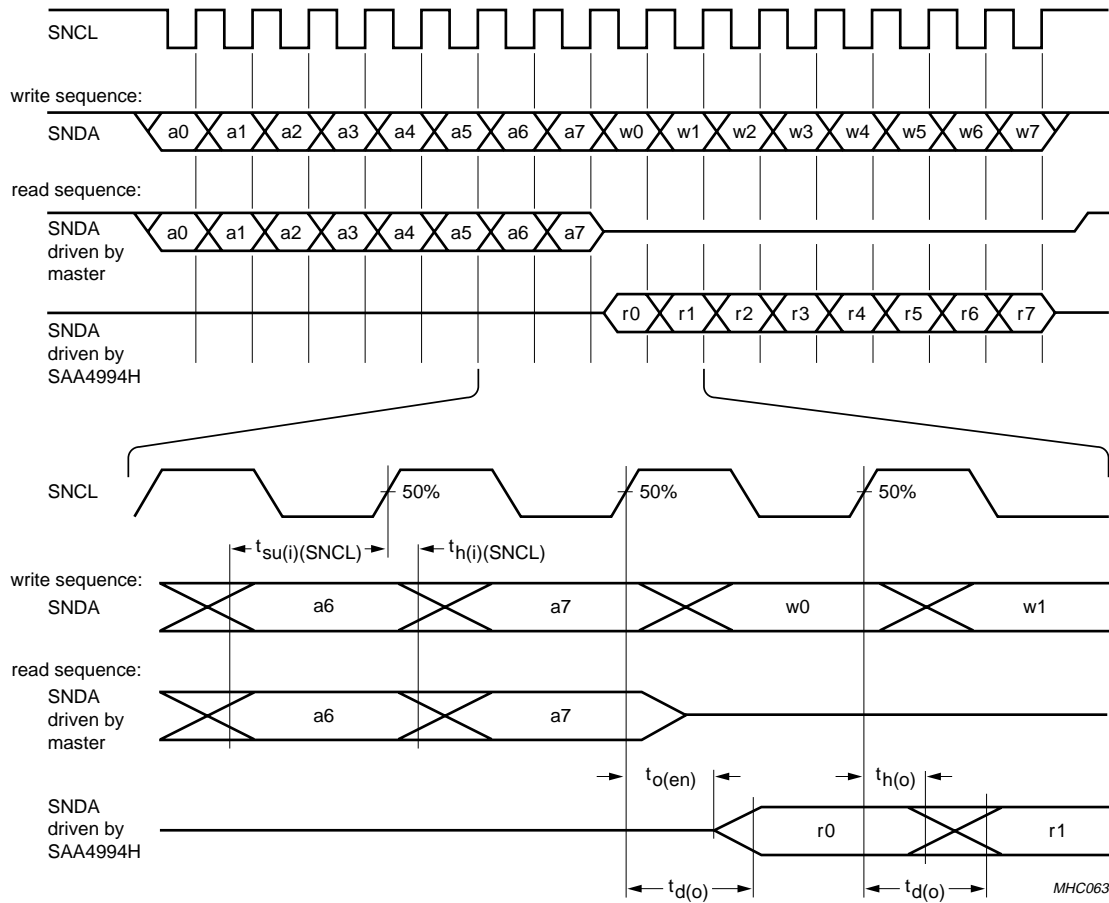 SNCL
write sequence:
SNDA a0 a1 a2 a3 a4 a5 a6 a7 w0 w1 w2 w3 w4 w5 w6 w7
read sequence:
SNDA
driven by
master
a0 a1 a2 a3 a4 a5 a6 a7
SNDA
driven by
SAA4994H
r0 r1 r2 r3 r4 r5 r6 r7
SNCL 50% 50% 50%
tsu(i)(SNCL) th(i)(SNCL)
write sequence:
SNDA a6 a7 w0 w1
read sequence:
SNDA
driven by
master
a6 a7
to(en) th(o)
SNDA
driven by
SAA4994H
r0 r1
td(o) td(o)
MHC063